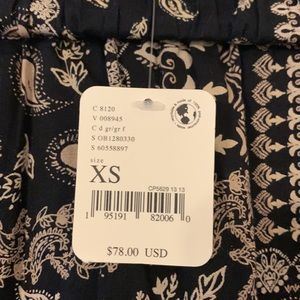 C 8120
V 008945
C d gr/gr f
S OB1280330
S 60558897
size
XS
CP5629 13 13
1 95191 82006 0
$78.00 USD